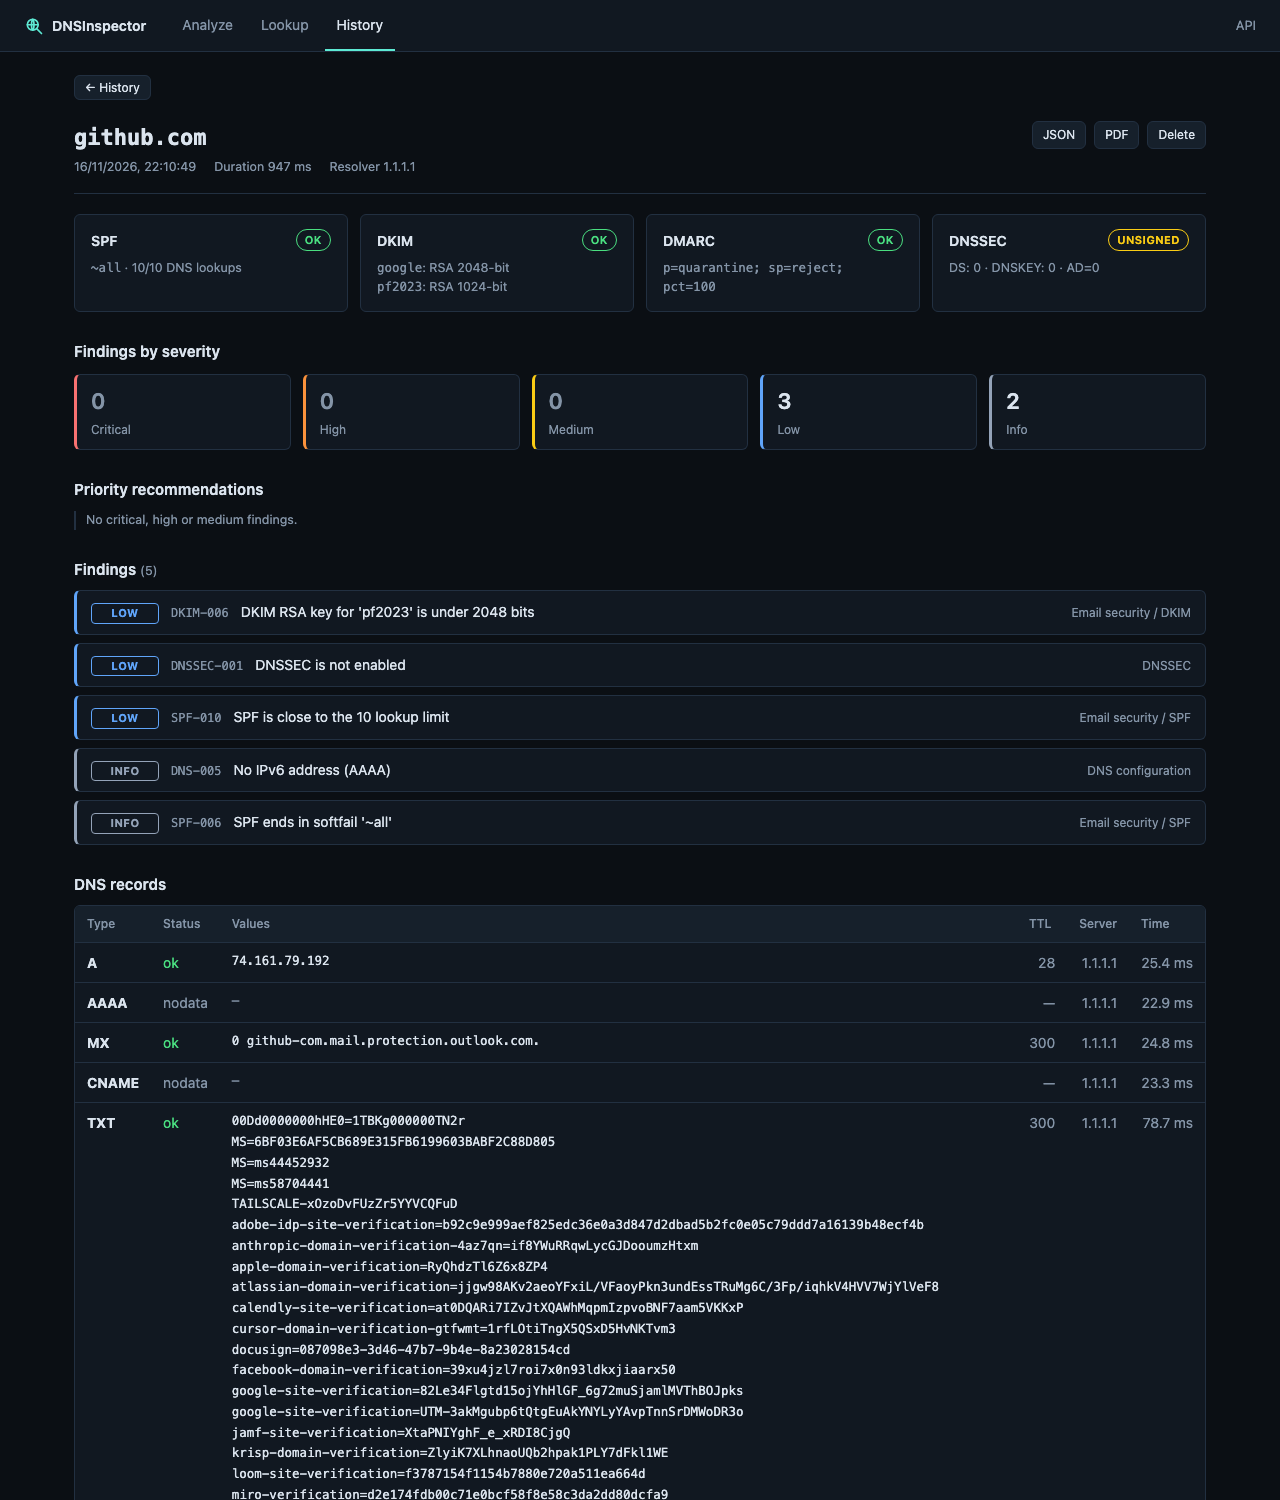 DNSInspector
Analyze
Lookup
History
API
← History
github.com
JSON
PDF
Delete
16/11/2026, 22:10:49 Duration 947 ms Resolver 1.1.1.1
SPF
OK
~all · 10/10 DNS lookups
DKIM
OK
google: RSA 2048-bit
pf2023: RSA 1024-bit
DMARC
OK
p=quarantine; sp=reject;
pct=100
DNSSEC
UNSIGNED
DS: 0 · DNSKEY: 0 · AD=0
Findings by severity
0
Critical
0
High
0
Medium
3
Low
2
Info
Priority recommendations
No critical, high or medium findings.
Findings (5)
LOW DKIM-006 DKIM RSA key for 'pf2023' is under 2048 bits Email security / DKIM
LOW DNSSEC-001 DNSSEC is not enabled DNSSEC
LOW SPF-010 SPF is close to the 10 lookup limit Email security / SPF
INFO DNS-005 No IPv6 address (AAAA) DNS configuration
INFO SPF-006 SPF ends in softfail '~all' Email security / SPF
DNS records
Type Status Values TTL Server Time
A ok 74.161.79.192 28 1.1.1.1 25.4 ms
AAAA nodata — — 1.1.1.1 22.9 ms
MX ok 0 github-com.mail.protection.outlook.com. 300 1.1.1.1 24.8 ms
CNAME nodata — — 1.1.1.1 23.3 ms
TXT ok 00Dd0000000hHE0=1TBKg000000TN2r 300 1.1.1.1 78.7 ms
MS=6BF03E6AF5CB689E315FB6199603BABF2C88D805
MS=ms44452932
MS=ms58704441
TAILSCALE-xOzoDvFUzZr5YYVCQFuD
adobe-idp-site-verification=b92c9e999aef825edc36e0a3d847d2dbad5b2fc0e05c79ddd7a16139b48ecf4b
anthropic-domain-verification-4az7qn=if8YWuRRqwLycGJDooumzHtxm
apple-domain-verification=RyQhdzTl6Z6x8ZP4
atlassian-domain-verification=jjgw98AKv2aeoYFxiL/VFaoyPkn3undEssTRuMg6C/3Fp/iqhkV4HVV7WjYlVeF8
calendly-site-verification=at0DQARi7IZvJtXQAWhMqpmIzpvoBNF7aam5VKKxP
cursor-domain-verification-gtfwmt=1rfLOtiTngX5QSxD5HvNKTvm3
docusign=087098e3-3d46-47b7-9b4e-8a23028154cd
facebook-domain-verification=39xu4jzl7roi7x0n93ldkxjiaarx50
google-site-verification=82Le34Flgtd15ojYhHlGF_6g72muSjamlMVThBOJpks
google-site-verification=UTM-3akMgubp6tQtgEuAkYNYLyYAvpTnnSrDMWoDR3o
jamf-site-verification=XtaPNIYghF_e_xRDI8CjgQ
krisp-domain-verification=ZlyiK7XLhnaoUQb2hpak1PLY7dFkl1WE
loom-site-verification=f3787154f1154b7880e720a511ea664d
miro-verification=d2e174fdb00c71e0bcf58f8e58c3da2dd80dcfa9